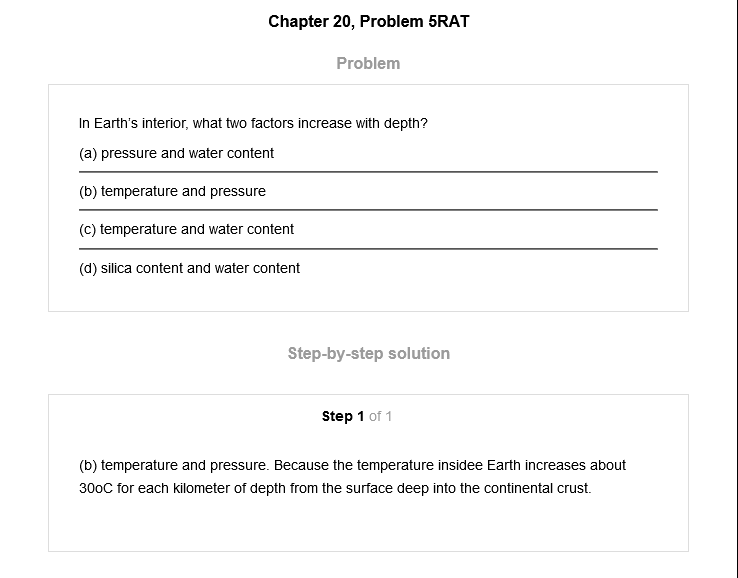 Chapter 20, Problem 5RAT
Problem
In Earth's interior, what two factors increase with depth?
(a) pressure and water content
(b) temperature and pressure
(c) temperature and water content
(d) silica content and water content
Step-by-step solution
Step 1 of 1
(b) temperature and pressure. Because the temperature insidee Earth increases about
30oC for each kilometer of depth from the surface deep into the continental crust.